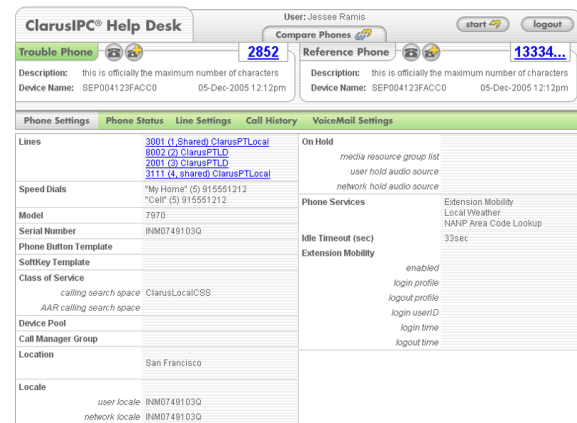 ClarusIPC® Help Desk
User: Jessee Ramis
Compare Phones
start
logout
Trouble Phone
2852
Reference Phone
13334...
Description: this is officially the maximum number of characters
Device Name: SEP004123FACC0 05-Dec-2005 12:12pm
Description: this is officially the maximum number of characters
Device Name: SEP004123FACC0 05-Dec-2005 12:12pm
Phone Settings Phone Status Line Settings Call History VoiceMail Settings
Lines
3001 (1,Shared) ClarusPTLocal
8002 (2) ClarusPTLD
2001 (3) ClarusPTLD
3111 (4, shared) ClarusPTLocal
Speed Dials
"My Home" (5) 915551212
"Cell" (5) 915551212
Model 7970
Serial Number INM0749103Q
Phone Button Template
SoftKey Template
Class of Service
calling search space ClarusLocalCSS
AAR calling search space
Device Pool
Call Manager Group
Location
San Francisco
Locale
user locale INM0749103Q
network locale INM0749103Q
On Hold
media resource group list
user hold audio source
network hold audio source
Phone Services
Extension Mobility
Local Weather
NANP Area Code Lookup
Idle Timeout (sec) 33sec
Extension Mobility
enabled
login profile
logout profile
login userID
login time
logout time